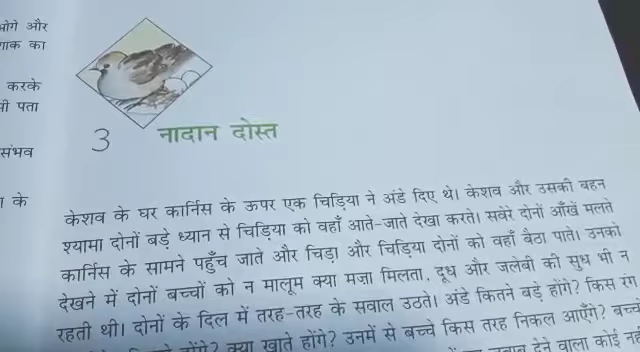 ओगे और
करके
पता
संभव
के
3 नादान दोस्त
केशव के घर कार्निस के ऊपर एक चिड़िया ने अंडे दिए थे। केशव और उसकी बहन
श्यामा दोनों बड़े ध्यान से चिड़िया को वहाँ आते-जाते देखा करते। सवेरे दोनों आँखें मलते
कार्निस के सामने पहुँच जाते और चिड़ा और चिड़िया दोनों को वहाँ बैठा पाते। उनको
देखने में दोनों बच्चों को न मालूम क्या मज़ा मिलता, दूध और जलेबी की सुध भी न
रहती थी। दोनों के दिल में तरह-तरह के सवाल उठते। अंडे कितने बड़े होंगे? किस रंग
होंगे? क्या खाते होंगे? उनमें से बच्चे किस तरह निकल आएँगे?
देने वाला कोई